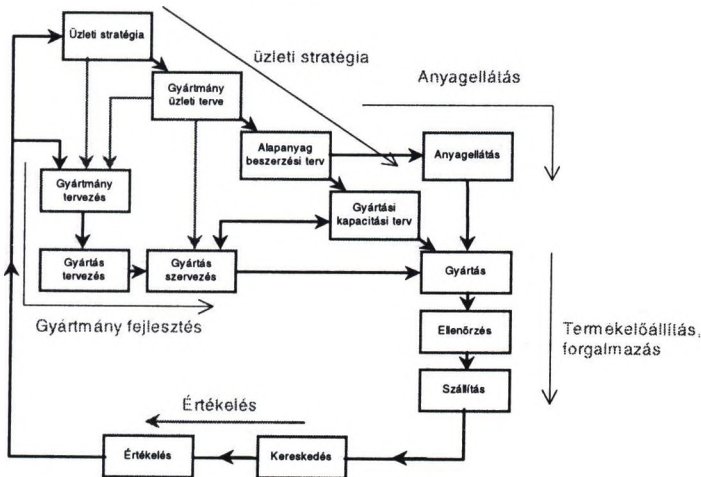 Üzleti stratégia
üzleti stratégia
Gyártmány
üzleti terve
Anyagellátás
Alapanyag
beszerzési terv
Anyagellátás
Gyártmány
tervezés
Gyártási
kapacitási terv
Gyártás
tervezés
Gyártás
szervezés
Gyártás
Gyártmány fejlesztés
Ellenőrzés
Termékelőállítás,
forgalmazás
Szállítás
Értékelés
Értékelés
Kereskedés